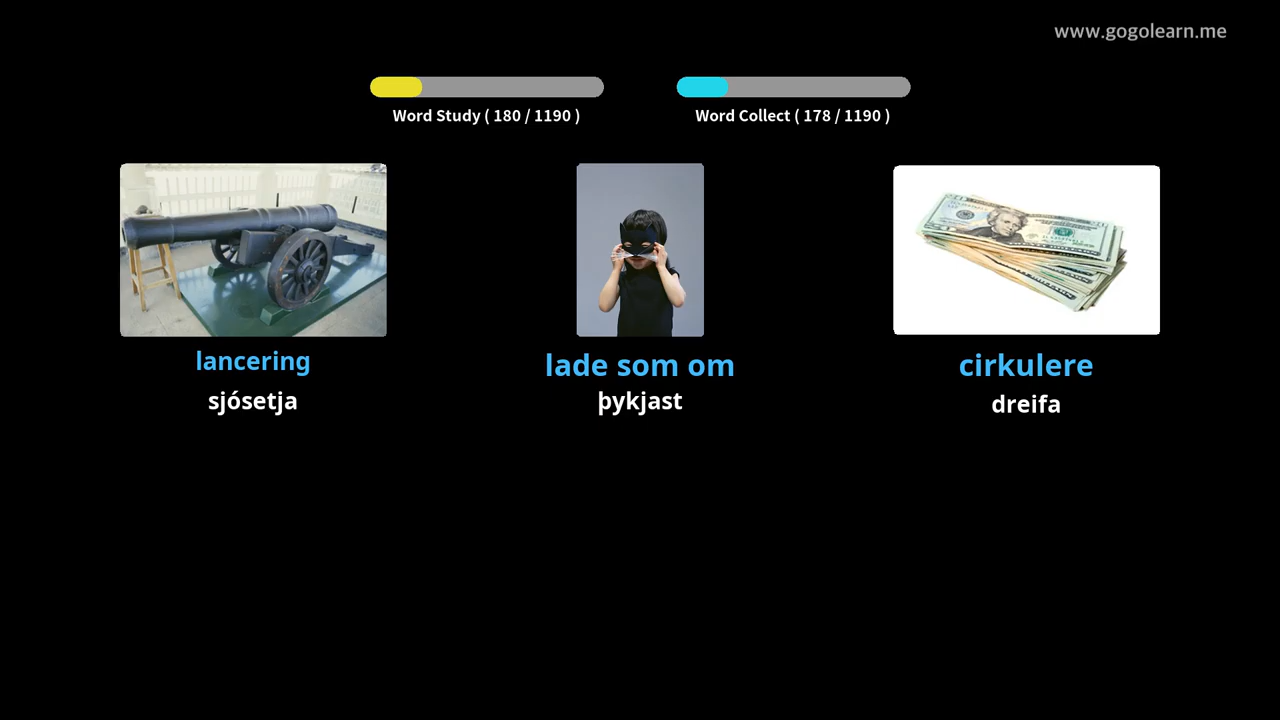 www.gogolearn.me
Word Study ( 180 / 1190 )
Word Collect ( 178 / 1190 )
lancering
sjósetja
lade som om
þykjast
cirkulere
dreifa